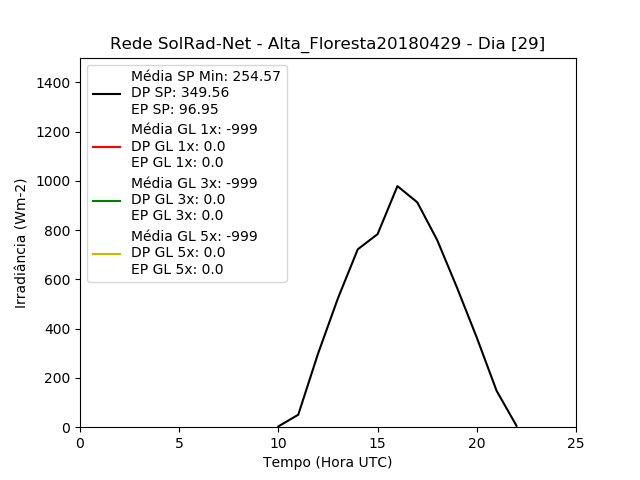 Rede SolRad-Net - Alta_Floresta20180429 - Dia [29]
Média SP Min: 254.57
DP SP: 349.56
EP SP: 96.95
Média GL 1x: -999
DP GL 1x: 0.0
EP GL 1x: 0.0
Média GL 3x: -999
DP GL 3x: 0.0
EP GL 3x: 0.0
Média GL 5x: -999
DP GL 5x: 0.0
EP GL 5x: 0.0
Irradiância (Wm-2)
1400
1200
1000
800
600
400
200
0
0 5 10 15 20 25
Tempo (Hora UTC)